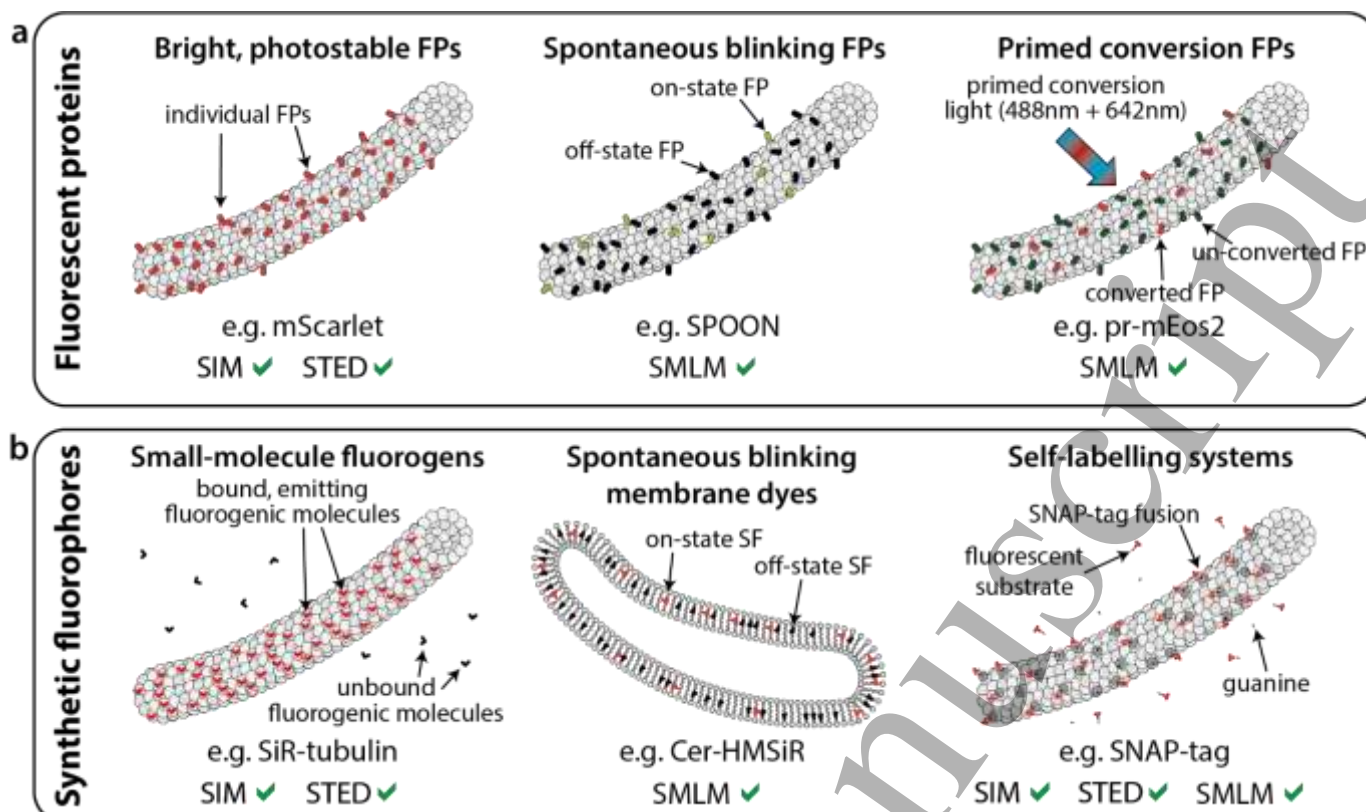 a
Fluorescent proteins
Bright, photostable FPs
individual FPs
e.g. mScarlet
SIM ✔ STED ✔
Spontaneous blinking FPs
on-state FP
off-state FP
e.g. SPOON
SMLM ✔
Primed conversion FPs
primed conversion
light (488nm + 642nm)
un-converted FP
converted FP
e.g. pr-mEos2
SMLM ✔
b
Synthetic fluorophores
Small-molecule fluorogens
bound, emitting
fluorogenic molecules
unbound
fluorogenic molecules
e.g. SiR-tubulin
SIM ✔ STED ✔
Spontaneous blinking
membrane dyes
on-state SF
off-state SF
e.g. Cer-HMSiR
SMLM ✔
Self-labelling systems
SNAP-tag fusion
fluorescent
substrate
guanine
e.g. SNAP-tag
SIM ✔ STED ✔ SMLM ✔
nuscript